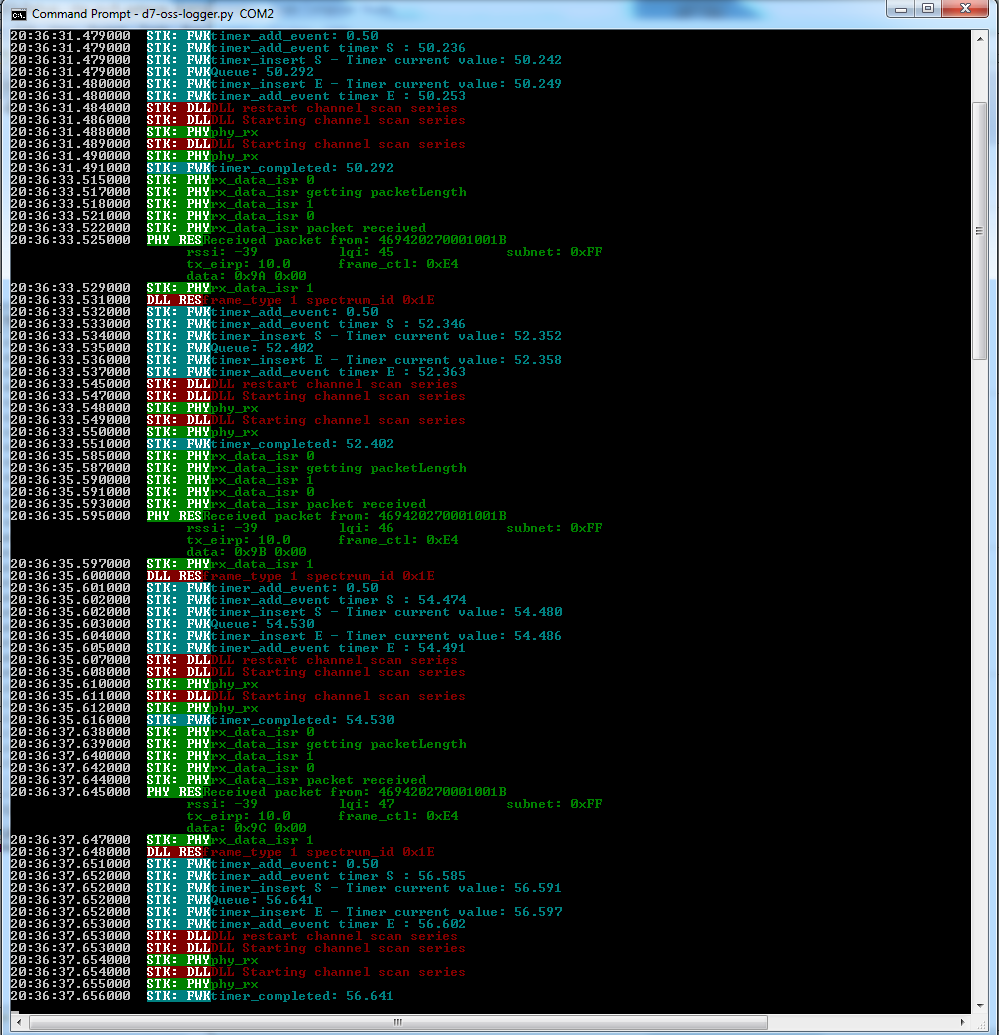 Command Prompt - d7-oss-logger.py COM2
20:36:31.479000 STK: FWKtimer_add_event: 0.50
20:36:31.479000 STK: FWKtimer_add_event timer S : 50.236
20:36:31.479000 STK: FWKtimer_insert S - Timer current value: 50.242
20:36:31.479000 STK: FWKQueue: 50.292
20:36:31.480000 STK: FWKtimer_insert E - Timer current value: 50.249
20:36:31.480000 STK: FWKtimer_add_event timer E : 50.253
20:36:31.484000 STK: DLLDLL restart channel scan series
20:36:31.486000 STK: DLLDLL Starting channel scan series
20:36:31.488000 STK: PHYphy_rx
20:36:31.489000 STK: DLLDLL Starting channel scan series
20:36:31.490000 STK: PHYphy_rx
20:36:31.491000 STK: FWKtimer_completed: 50.292
20:36:33.515000 STK: PHYrx_data_isr 0
20:36:33.517000 STK: PHYrx_data_isr getting packetLength
20:36:33.518000 STK: PHYrx_data_isr 1
20:36:33.521000 STK: PHYrx_data_isr 0
20:36:33.522000 STK: PHYrx_data_isr packet received
20:36:33.525000 PHY RESReceived packet from: 469420270001001B
rssi: -39 lqi: 45 subnet: 0xFF
tx_eirp: 10.0 frame_ctl: 0xE4
data: 0x9A 0x00
20:36:33.529000 STK: PHYrx_data_isr 1
20:36:33.531000 DLL RESframe_type 1 spectrum_id 0x1E
20:36:33.532000 STK: FWKtimer_add_event: 0.50
20:36:33.533000 STK: FWKtimer_add_event timer S : 52.346
20:36:33.534000 STK: FWKtimer_insert S - Timer current value: 52.352
20:36:33.535000 STK: FWKQueue: 52.402
20:36:33.536000 STK: FWKtimer_insert E - Timer current value: 52.358
20:36:33.537000 STK: FWKtimer_add_event timer E : 52.363
20:36:33.545000 STK: DLLDLL restart channel scan series
20:36:33.547000 STK: DLLDLL Starting channel scan series
20:36:33.548000 STK: PHYphy_rx
20:36:33.549000 STK: DLLDLL Starting channel scan series
20:36:33.550000 STK: PHYphy_rx
20:36:33.551000 STK: FWKtimer_completed: 52.402
20:36:35.585000 STK: PHYrx_data_isr 0
20:36:35.587000 STK: PHYrx_data_isr getting packetLength
20:36:35.590000 STK: PHYrx_data_isr 1
20:36:35.591000 STK: PHYrx_data_isr 0
20:36:35.593000 STK: PHYrx_data_isr packet received
20:36:35.595000 PHY RESReceived packet from: 469420270001001B
rssi: -39 lqi: 46 subnet: 0xFF
tx_eirp: 10.0 frame_ctl: 0xE4
data: 0x9B 0x00
20:36:35.597000 STK: PHYrx_data_isr 1
20:36:35.600000 DLL RESframe_type 1 spectrum_id 0x1E
20:36:35.601000 STK: FWKtimer_add_event: 0.50
20:36:35.602000 STK: FWKtimer_add_event timer S : 54.474
20:36:35.602000 STK: FWKtimer_insert S - Timer current value: 54.480
20:36:35.603000 STK: FWKQueue: 54.530
20:36:35.604000 STK: FWKtimer_insert E - Timer current value: 54.486
20:36:35.605000 STK: FWKtimer_add_event timer E : 54.491
20:36:35.607000 STK: DLLDLL restart channel scan series
20:36:35.608000 STK: DLLDLL Starting channel scan series
20:36:35.610000 STK: PHYphy_rx
20:36:35.611000 STK: DLLDLL Starting channel scan series
20:36:35.612000 STK: PHYphy_rx
20:36:35.616000 STK: FWKtimer_completed: 54.530
20:36:37.638000 STK: PHYrx_data_isr 0
20:36:37.639000 STK: PHYrx_data_isr getting packetLength
20:36:37.640000 STK: PHYrx_data_isr 1
20:36:37.642000 STK: PHYrx_data_isr 0
20:36:37.644000 STK: PHYrx_data_isr packet received
20:36:37.645000 PHY RESReceived packet from: 469420270001001B
rssi: -39 lqi: 47 subnet: 0xFF
tx_eirp: 10.0 frame_ctl: 0xE4
data: 0x9C 0x00
20:36:37.647000 STK: PHYrx_data_isr 1
20:36:37.648000 DLL RESframe_type 1 spectrum_id 0x1E
20:36:37.651000 STK: FWKtimer_add_event: 0.50
20:36:37.652000 STK: FWKtimer_add_event timer S : 56.585
20:36:37.652000 STK: FWKtimer_insert S - Timer current value: 56.591
20:36:37.652000 STK: FWKQueue: 56.641
20:36:37.652000 STK: FWKtimer_insert E - Timer current value: 56.597
20:36:37.653000 STK: FWKtimer_add_event timer E : 56.602
20:36:37.653000 STK: DLLDLL restart channel scan series
20:36:37.653000 STK: DLLDLL Starting channel scan series
20:36:37.654000 STK: PHYphy_rx
20:36:37.654000 STK: DLLDLL Starting channel scan series
20:36:37.655000 STK: PHYphy_rx
20:36:37.656000 STK: FWKtimer_completed: 56.641